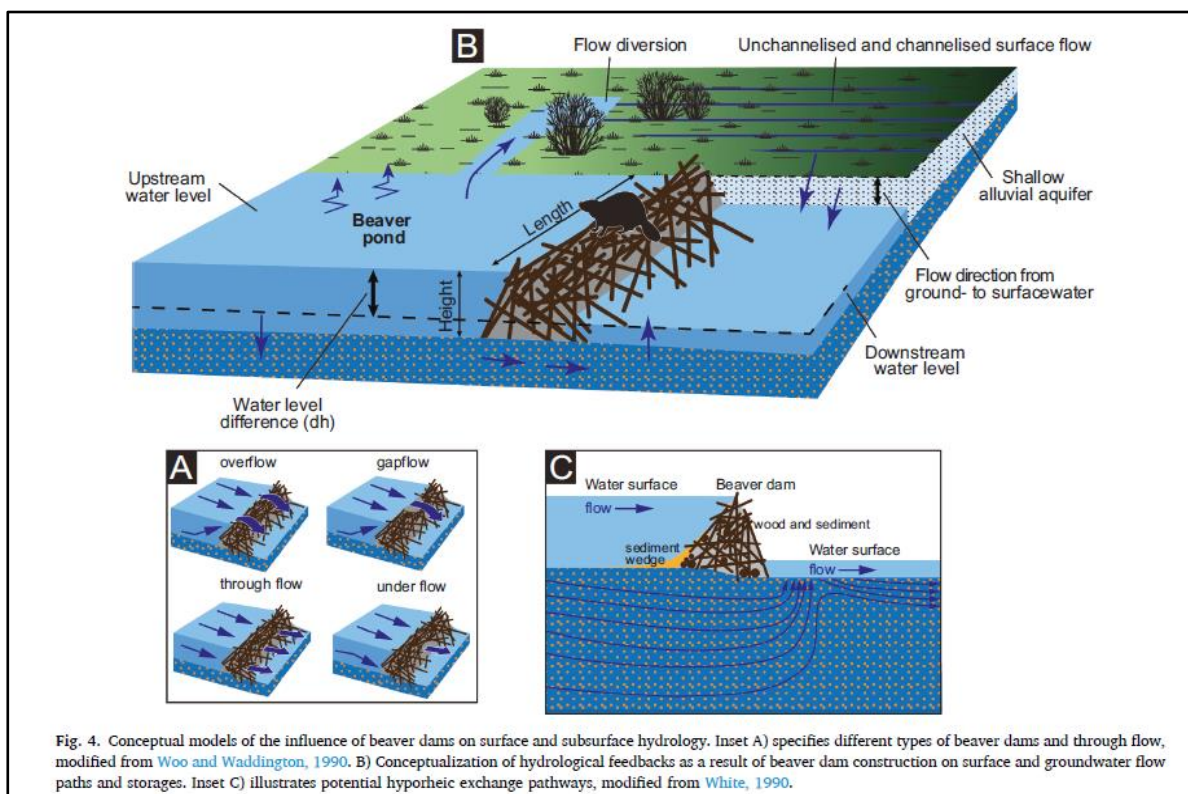 B
Flow diversion
Unchannelised and channelised surface flow
Upstream
water level
Beaver
pond
Length
Height
Shallow
alluvial aquifer
Flow direction from
ground- to surfacewater
Downstream
water level
Water level
difference (dh)
A
overflow
gapflow
through flow
under flow
C
Water surface
flow
Beaver dam
wood and sediment
sediment
wedge
Water surface
flow
Fig. 4. Conceptual models of the influence of beaver dams on surface and subsurface hydrology. Inset A) specifies different types of beaver dams and through flow,
modified from Woo and Waddington, 1990. B) Conceptualization of hydrological feedbacks as a result of beaver dam construction on surface and groundwater flow
paths and storages. Inset C) illustrates potential hyporheic exchange pathways, modified from White, 1990.